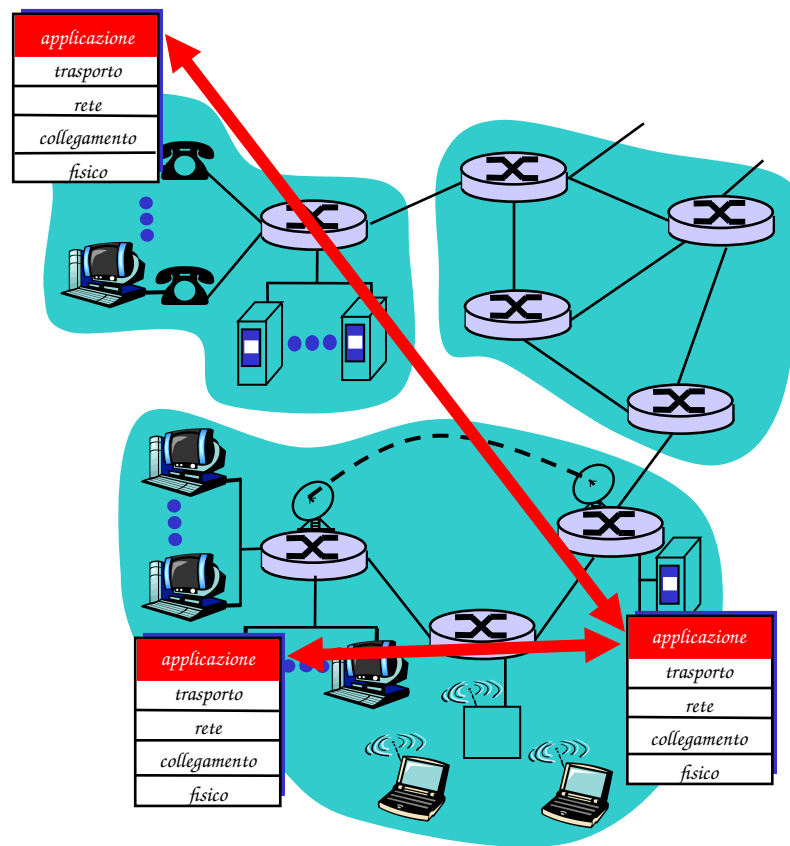 applicazione
trasporto
rete
collegamento
fisico
applicazione
trasporto
rete
collegamento
fisico
applicazione
trasporto
rete
collegamento
fisico